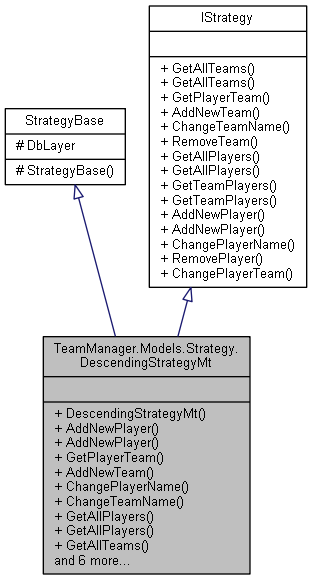 IStrategy
+ GetAllTeams()
+ GetAllTeams()
+ GetPlayerTeam()
+ AddNewTeam()
+ ChangeTeamName()
+ RemoveTeam()
+ GetAllPlayers()
+ GetAllPlayers()
+ GetTeamPlayers()
+ GetTeamPlayers()
+ AddNewPlayer()
+ AddNewPlayer()
+ ChangePlayerName()
+ RemovePlayer()
+ ChangePlayerTeam()
StrategyBase
# DbLayer
# StrategyBase()
TeamManager.Models.Strategy.
DescendingStrategyMt
+ DescendingStrategyMt()
+ AddNewPlayer()
+ AddNewPlayer()
+ GetPlayerTeam()
+ AddNewTeam()
+ ChangePlayerName()
+ ChangeTeamName()
+ GetAllPlayers()
+ GetAllPlayers()
+ GetAllTeams()
and 6 more...